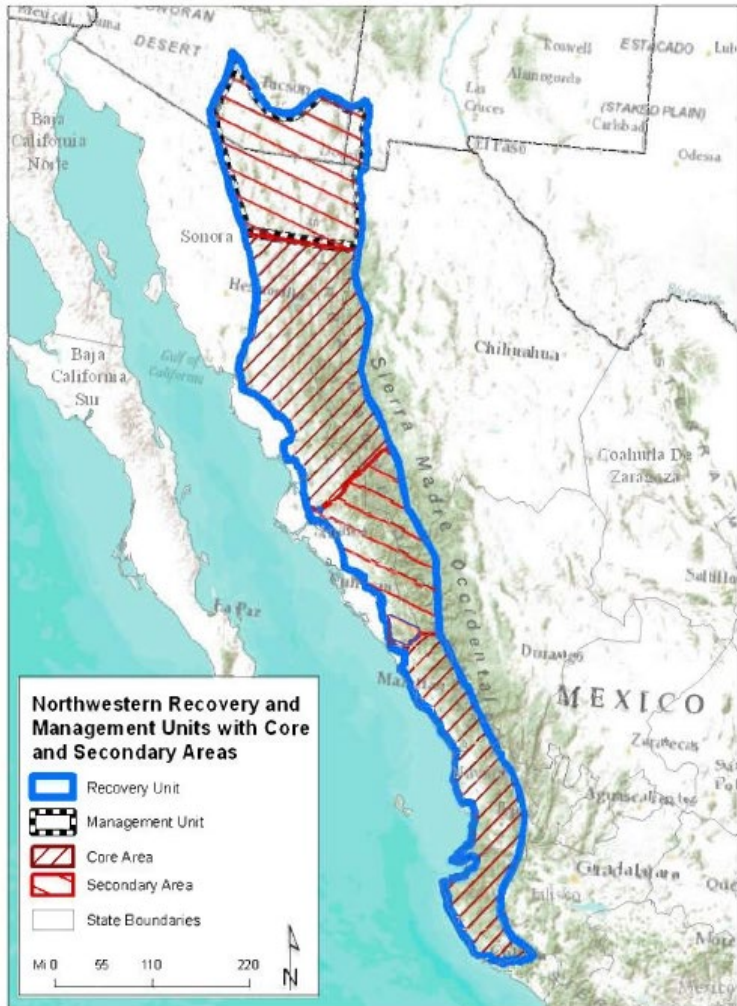 SONORAN
DESERT
Yuma
Tucson
Roswell
ESTACADO
Las
Cruces
Alamogorda
(STAKED PLAIN)
Carlsbad
El Paso
Odessa
Baja
California
Norte
Sonora
Hermosillo
Gulf of
California
Chihuahua
Baja
California
Sur
Sierra Madre Occidental
Coahuila De
Zaragoza
La Paz
Saltillo
Durango
MEXICO
Zacatecas
Aguascalientes
Guadalajara
Jalisco
Northwestern Recovery and
Management Units with Core
and Secondary Areas
Recovery Unit
Management Unit
Core Area
Secondary Area
State Boundaries
Mi 0 55 110 220
N